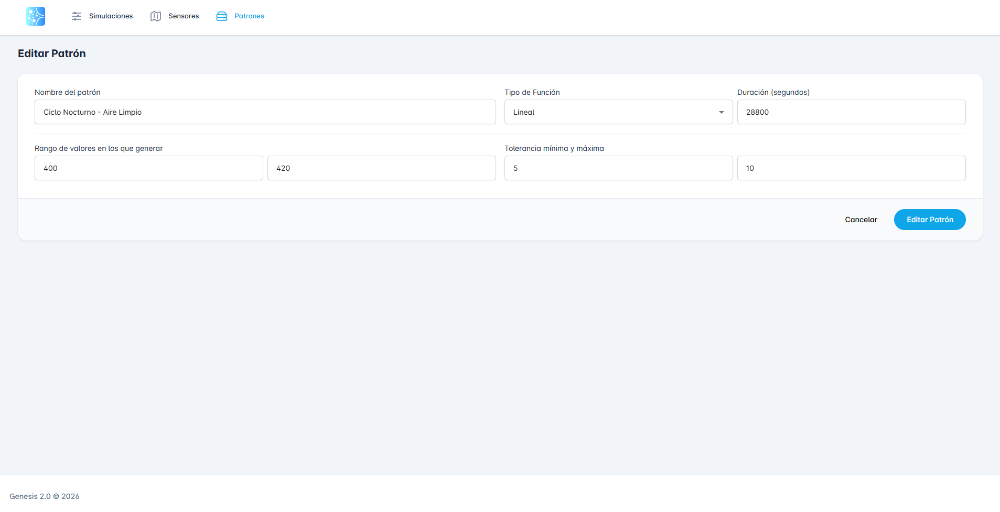 Simulaciones
Sensores
Patrones
Editar Patrón
Nombre del patrón
Tipo de Función
Duración (segundos)
Ciclo Nocturno - Aire Limpio
Lineal
28800
Rango de valores en los que generar
Tolerancia mínima y máxima
400
420
5
10
Cancelar
Editar Patrón
Genesis 2.0 © 2026